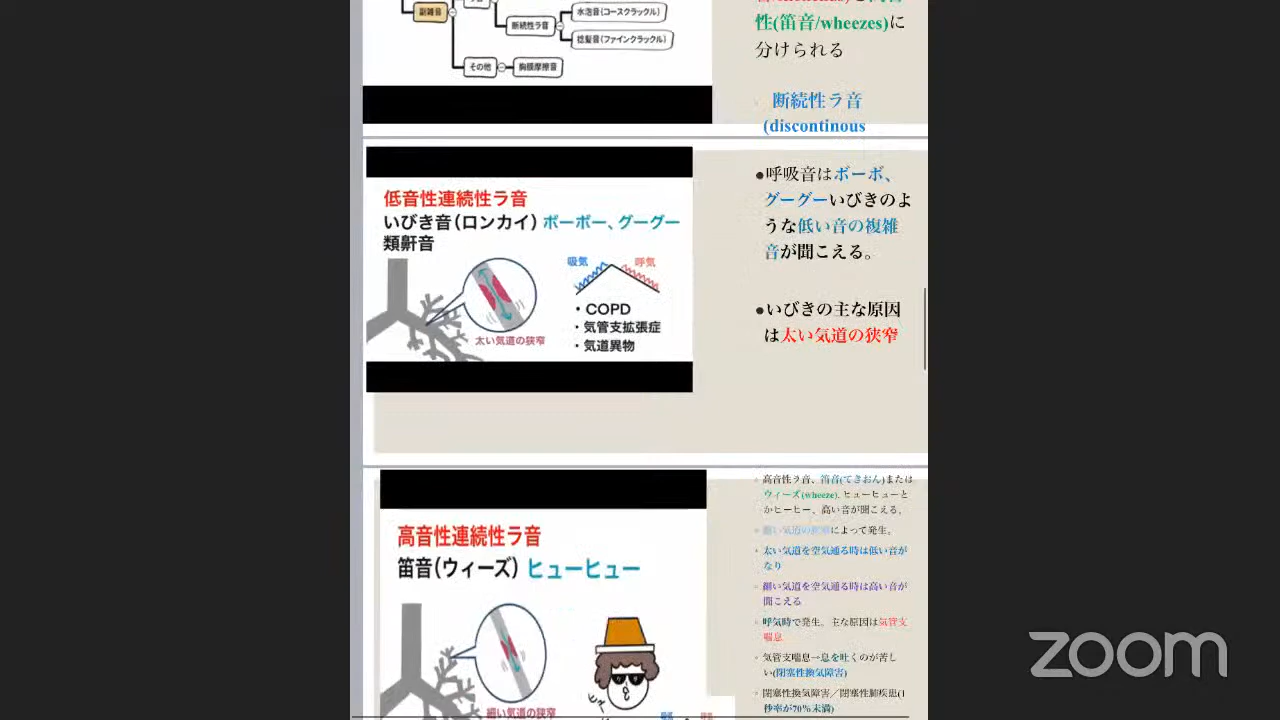 性(笛音/wheezes)に
分けられる
断続性ラ音
(discontinous
副雑音
断続性ラ音
水泡音(コースクラックル)
捻髪音(ファインクラックル)
その他
胸膜摩擦音
低音性連続性ラ音
いびき音(ロンカイ) ボーボー、グーグー
類鼾音
吸気
呼気
太い気道の狭窄
・COPD
・気管支拡張症
・気道異物
●呼吸音はボーボ、
グーグーいびきのよ
うな低い音の複雑
音が聞こえる。
●いびきの主な原因
は太い気道の狭窄
高音性連続性ラ音
笛音(ウィーズ) ヒューヒュー
細い気道の狭窄
ヒュー
吸気
高音性ラ音、笛音(てきおん)または
ウィーズ(wheeze). ヒューヒューと
かヒーヒー、高い音が聞こえる。
細い気道の狭窄によって発生。
太い気道を空気通る時は低い音が
なり
細い気道を空気通る時は高い音が
聞こえる
呼気時で発生。主な原因は気管支
喘息
気管支喘息ー息を吐くのが苦し
い(閉塞性換気障害)
閉塞性換気障害/閉塞性肺疾患(1
秒率が70%未満)
zoom